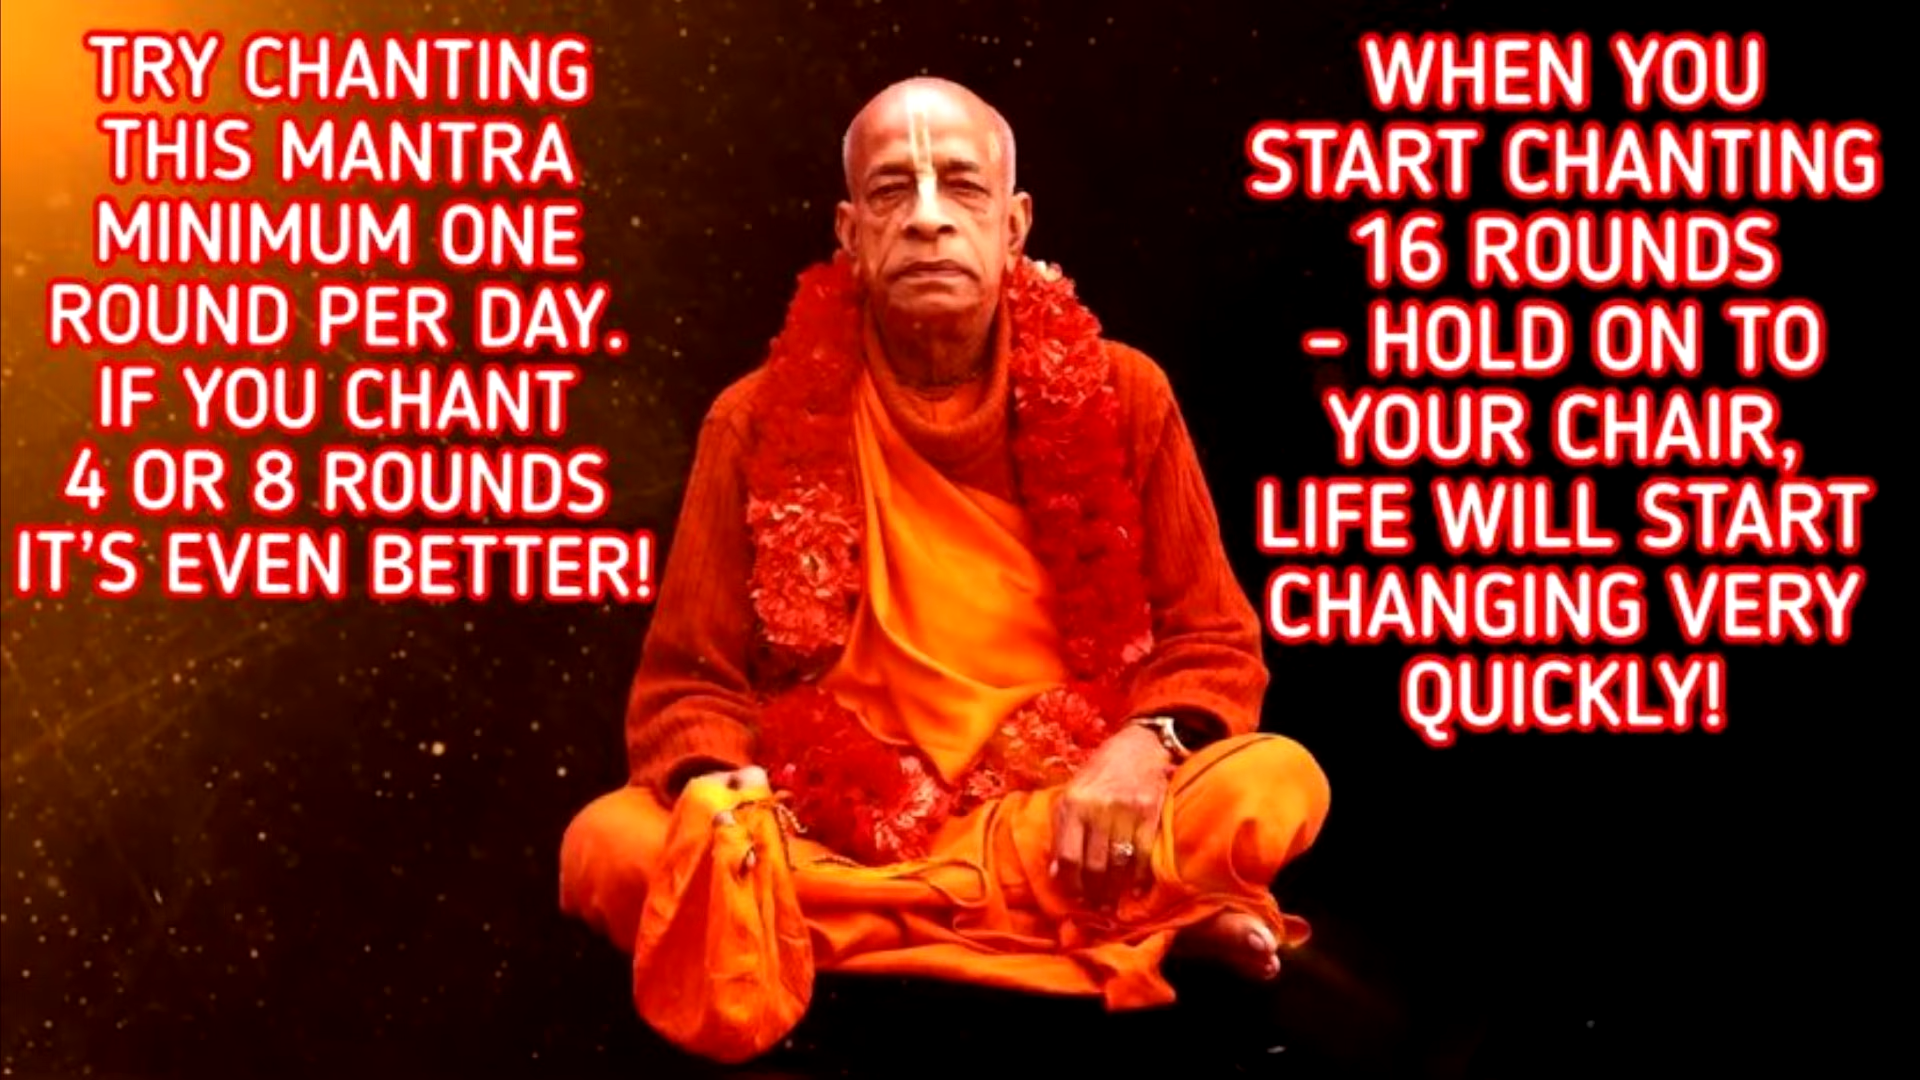 TRY CHANTING
THIS MANTRA
MINIMUM ONE
ROUND PER DAY.
IF YOU CHANT
4 OR 8 ROUNDS
IT'S EVEN BETTER!
WHEN YOU
START CHANTING
16 ROUNDS
- HOLD ON TO
YOUR CHAIR,
LIFE WILL START
CHANGING VERY
QUICKLY!